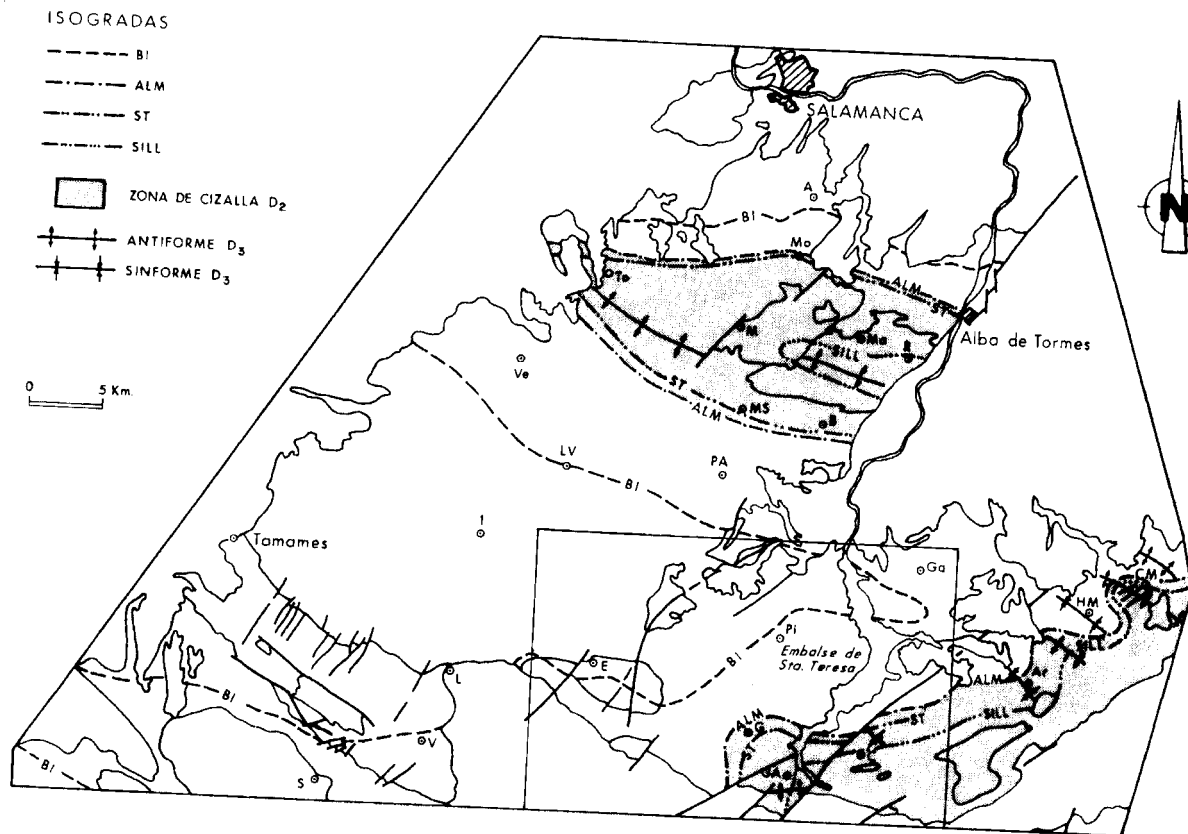 ISOGRADAS
BI
ALM
ST
SILL
ZONA DE CIZALLA D2
ANTIFORME D3
SINFORME D3
0 5 Km.
SALAMANCA
N
A
BI
Mo
To
ALM
ST
Alba de Tormes
M
Ma
SILL
Ve
ST
ALM
MS
B
LV
PA
BI
I
Tamames
Ga
CM
HM
Pi
Embalse de
Sta. Teresa
SILL
E
BI
L
ALM
Ar
BI
V
ALM
G
ST
ST
SILL
BI
S